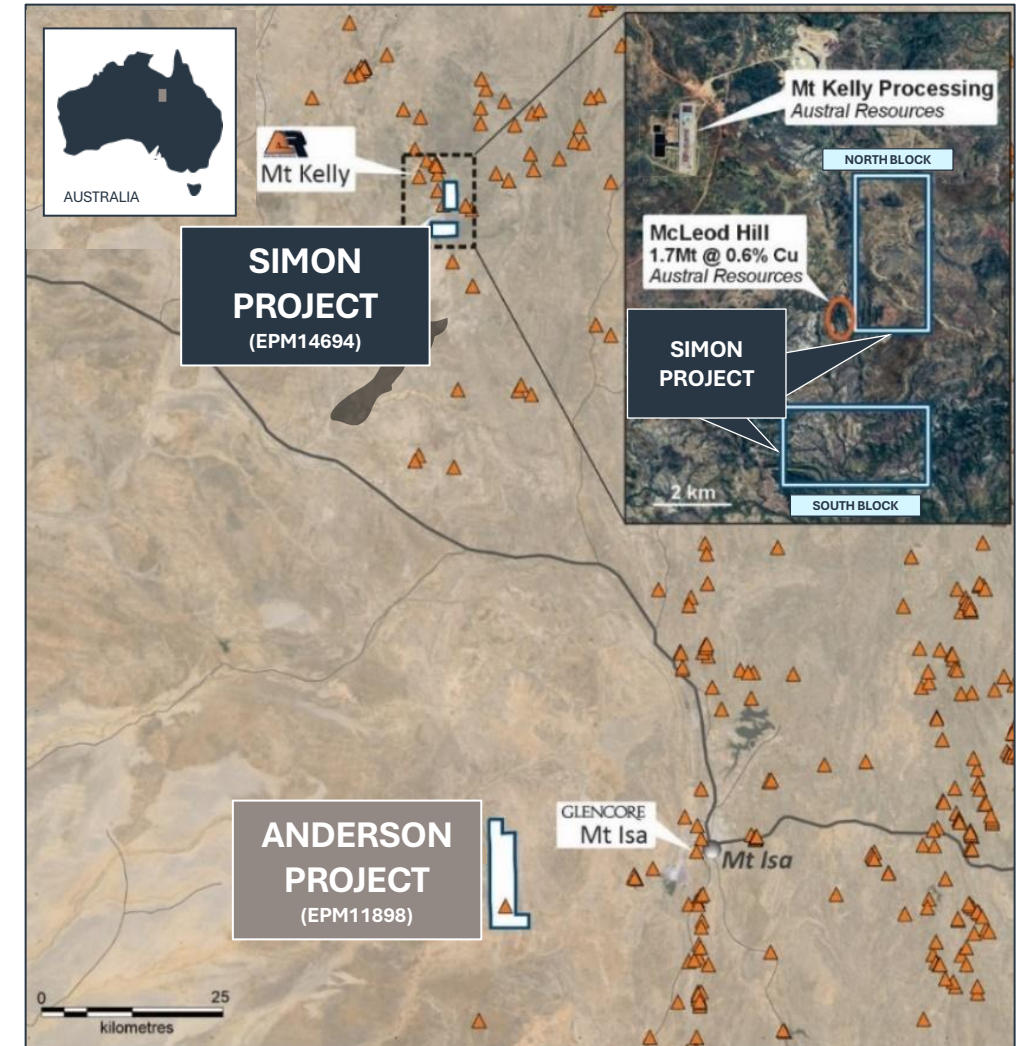 AUSTRALIA
Mt Kelly
SIMON
PROJECT
(EPM14694)
Mt Kelly Processing
Austral Resources
NORTH BLOCK
McLeod Hill
1.7Mt @ 0.6% Cu
Austral Resources
SIMON
PROJECT
2 km
SOUTH BLOCK
ANDERSON
PROJECT
(EPM11898)
GLENCORE
Mt Isa
Mt Isa
0 25
kilometres